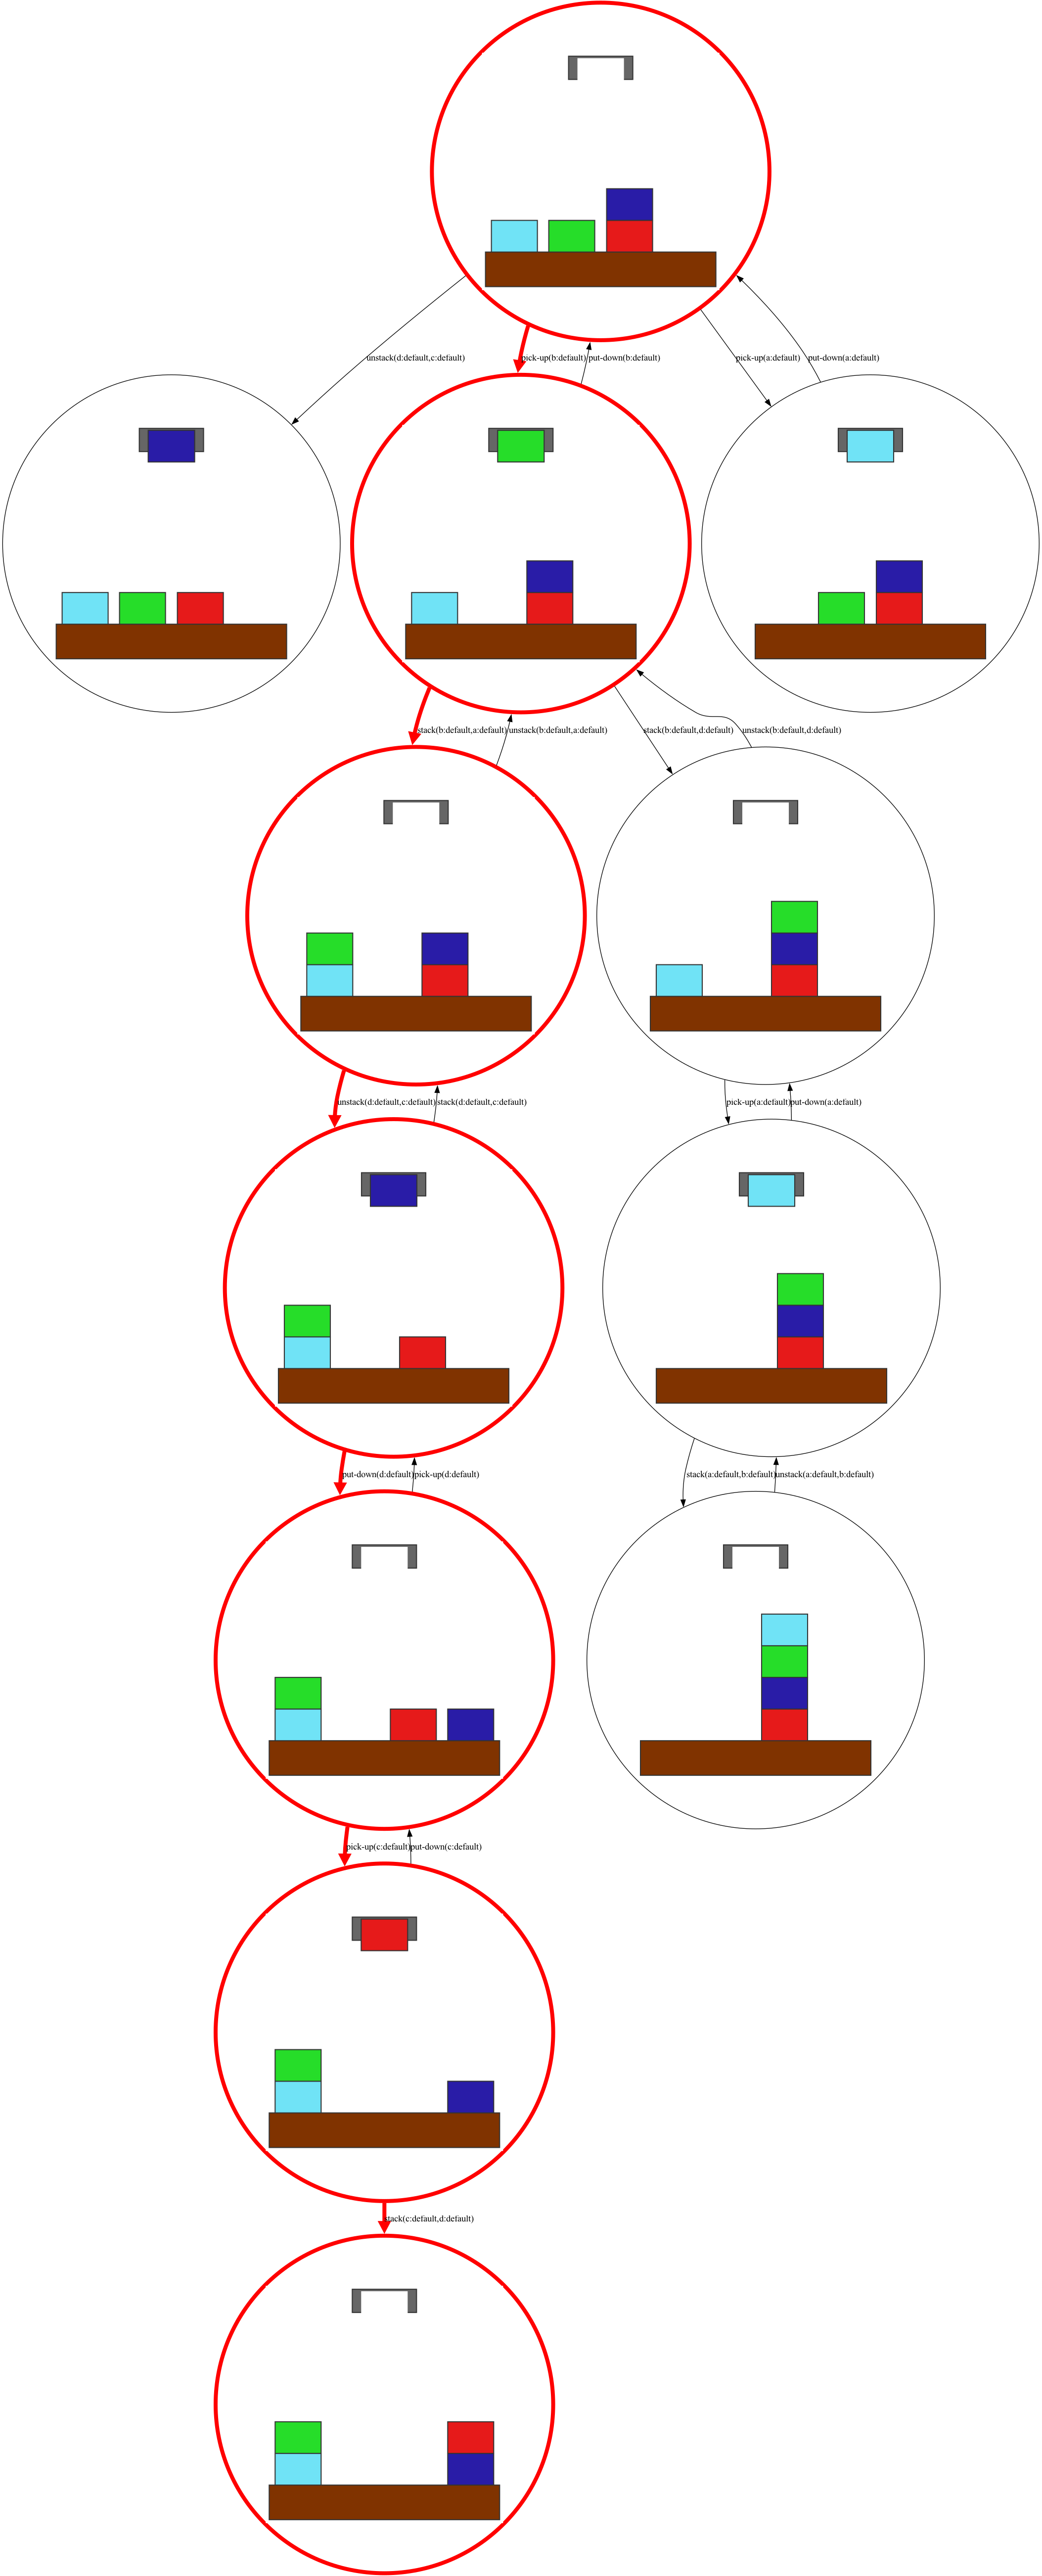 unstack(d:default,c:default)
pick-up(b:default)
put-down(b:default)
pick-up(a:default)
put-down(a:default)
stack(b:default,a:default)
unstack(b:default,a:default)
stack(b:default,d:default)
unstack(b:default,d:default)
unstack(d:default,c:default)
stack(d:default,c:default)
pick-up(a:default)
put-down(a:default)
put-down(d:default)
pick-up(d:default)
stack(a:default,b:default)
unstack(a:default,b:default)
pick-up(c:default)
put-down(c:default)
stack(c:default,d:default)